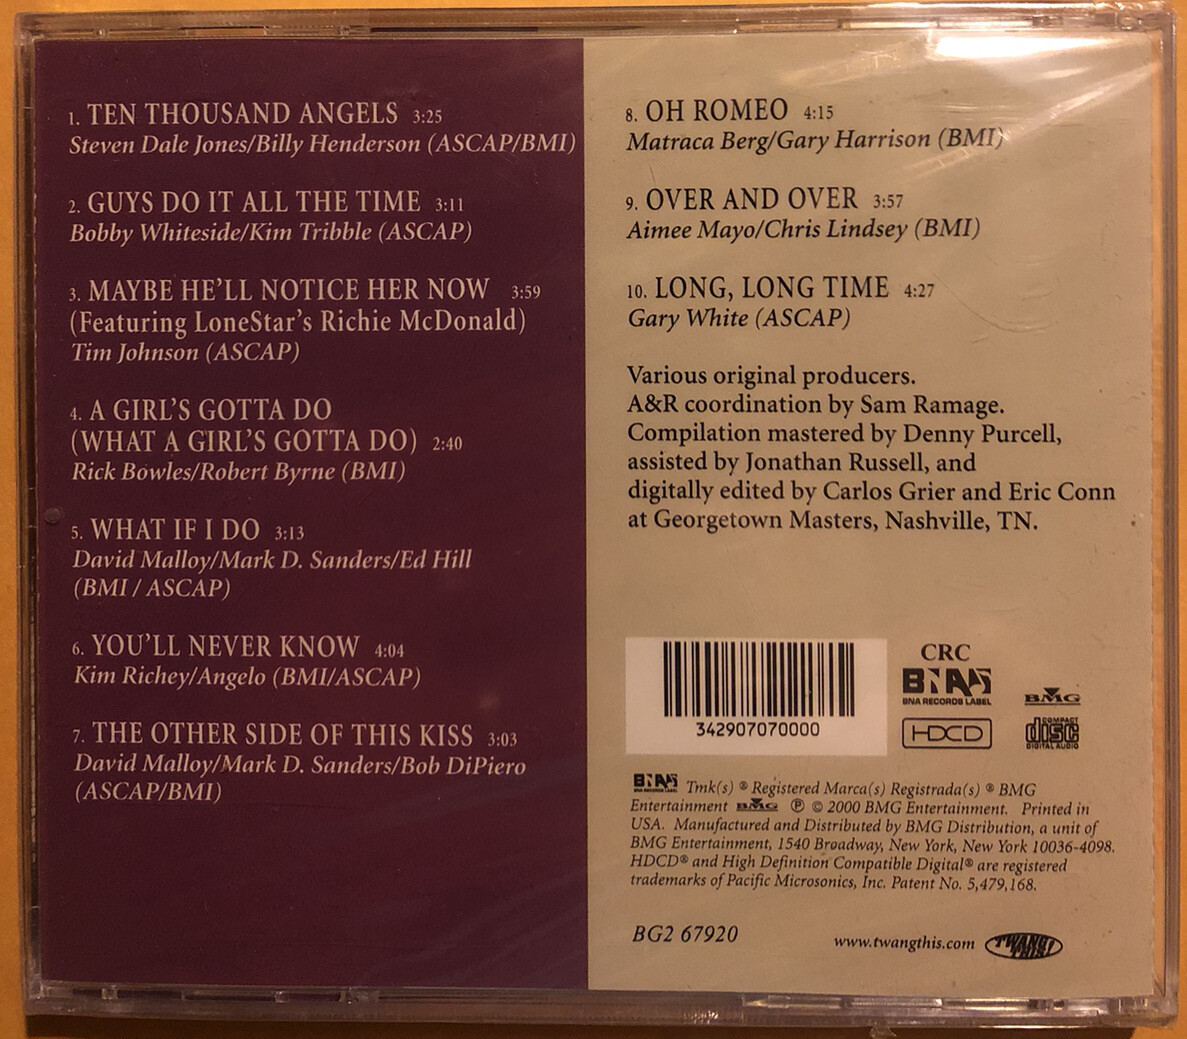 1. TEN THOUSAND ANGELS 3:25
Steven Dale Jones/Billy Henderson (ASCAP/BMI)
2. GUYS DO IT ALL THE TIME 3:11
Bobby Whiteside/Kim Tribble (ASCAP)
3. MAYBE HE'LL NOTICE HER NOW 3:59
(Featuring LoneStar's Richie McDonald)
Tim Johnson (ASCAP)
4. A GIRL'S GOTTA DO
(WHAT A GIRL'S GOTTA DO) 2:40
Rick Bowles/Robert Byrne (BMI)
5. WHAT IF I DO 3:13
David Malloy/Mark D. Sanders/Ed Hill
(BMI / ASCAP)
6. YOU'LL NEVER KNOW 4:04
Kim Richey/Angelo (BMI/ASCAP)
7. THE OTHER SIDE OF THIS KISS 3:03
David Malloy/Mark D. Sanders/Bob DiPiero
(ASCAP/BMI)
8. OH ROMEO 4:15
Matraca Berg/Gary Harrison (BMI)
9. OVER AND OVER 3:57
Aimee Mayo/Chris Lindsey (BMI)
10. LONG, LONG TIME 4:27
Gary White (ASCAP)
Various original producers.
A&R coordination by Sam Ramage.
Compilation mastered by Denny Purcell,
assisted by Jonathan Russell, and
digitally edited by Carlos Grier and Eric Conn
at Georgetown Masters, Nashville, TN.
342907070000
CRC
BNA
BNA RECORDS LABEL
BMG
HDCD
COMPACT
disc
DIGITAL AUDIO
BNA BNA RECORDS LABEL Tmk(s) ® Registered Marca(s) Registrada(s) ® BMG
Entertainment BMG ℗ © 2000 BMG Entertainment. Printed in
USA. Manufactured and Distributed by BMG Distribution, a unit of
BMG Entertainment, 1540 Broadway, New York, New York 10036-4098.
HDCD® and High Definition Compatible Digital® are registered
trademarks of Pacific Microsonics, Inc. Patent No. 5,479,168.
BG2 67920
www.twangthis.com
TWANG
THIS!